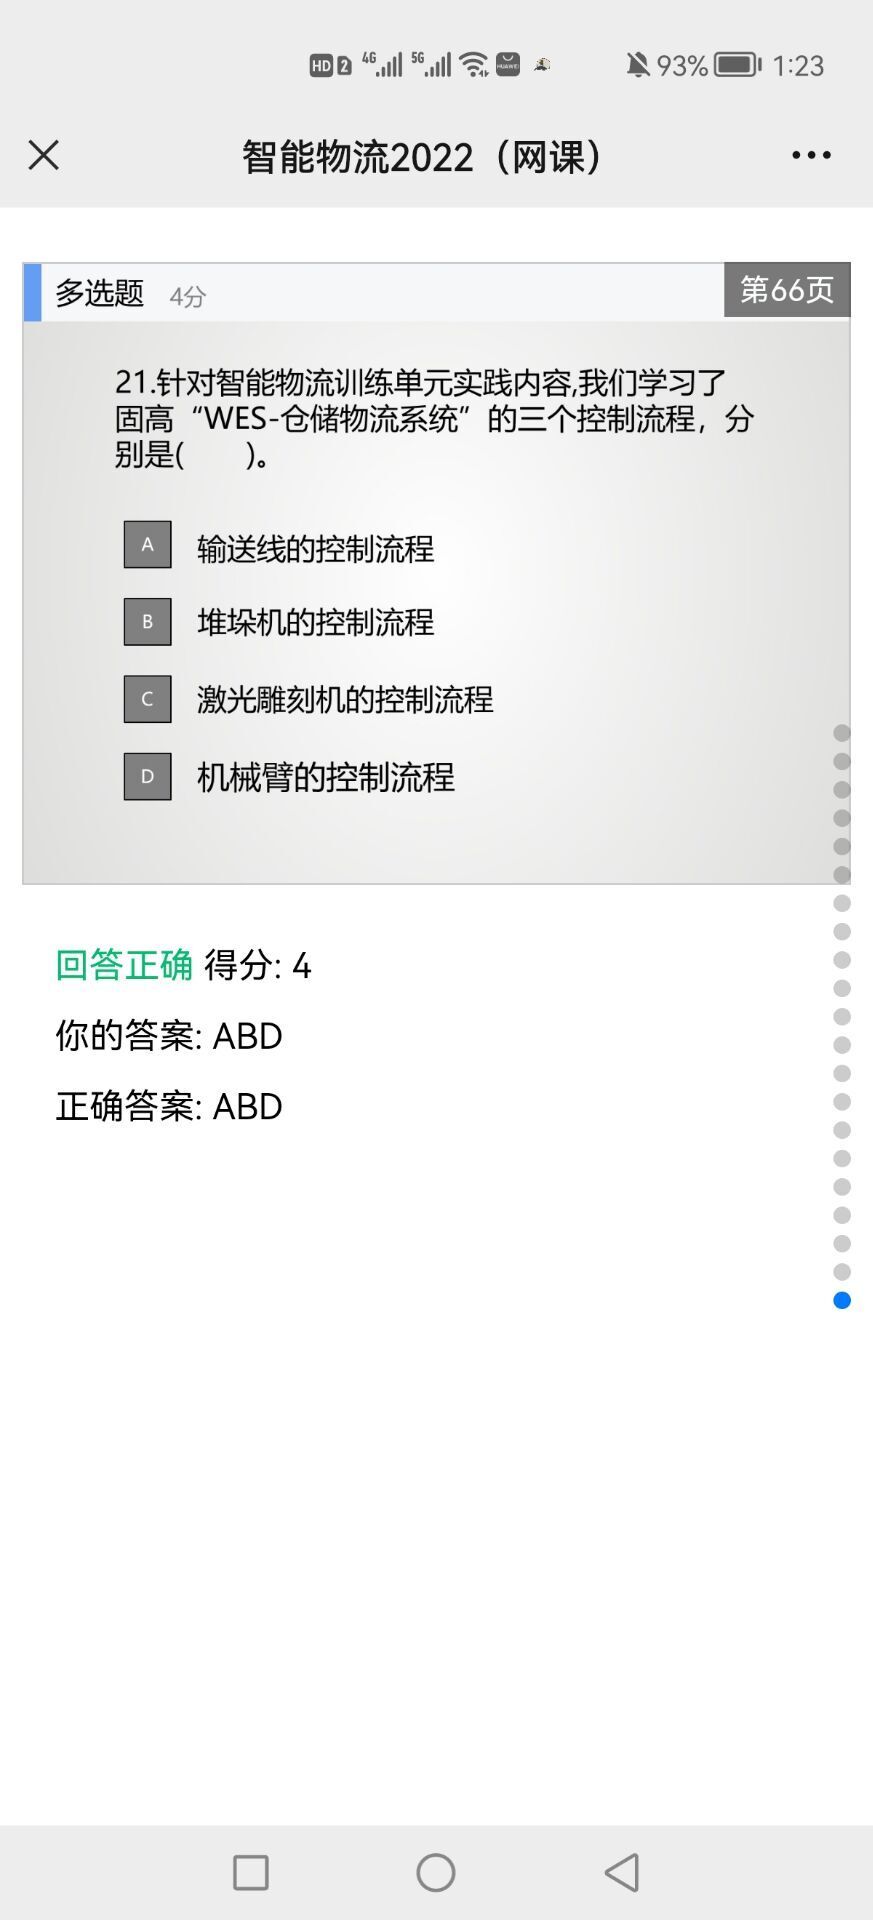 HD 2 4G 5G HUAWEI 93% 1:23
智能物流2022（网课）
多选题 4分 第66页
21.针对智能物流训练单元实践内容,我们学习了
固高“WES-仓储物流系统”的三个控制流程，分
别是( )。
A 输送线的控制流程
B 堆垛机的控制流程
C 激光雕刻机的控制流程
D 机械臂的控制流程
回答正确 得分: 4
你的答案: ABD
正确答案: ABD